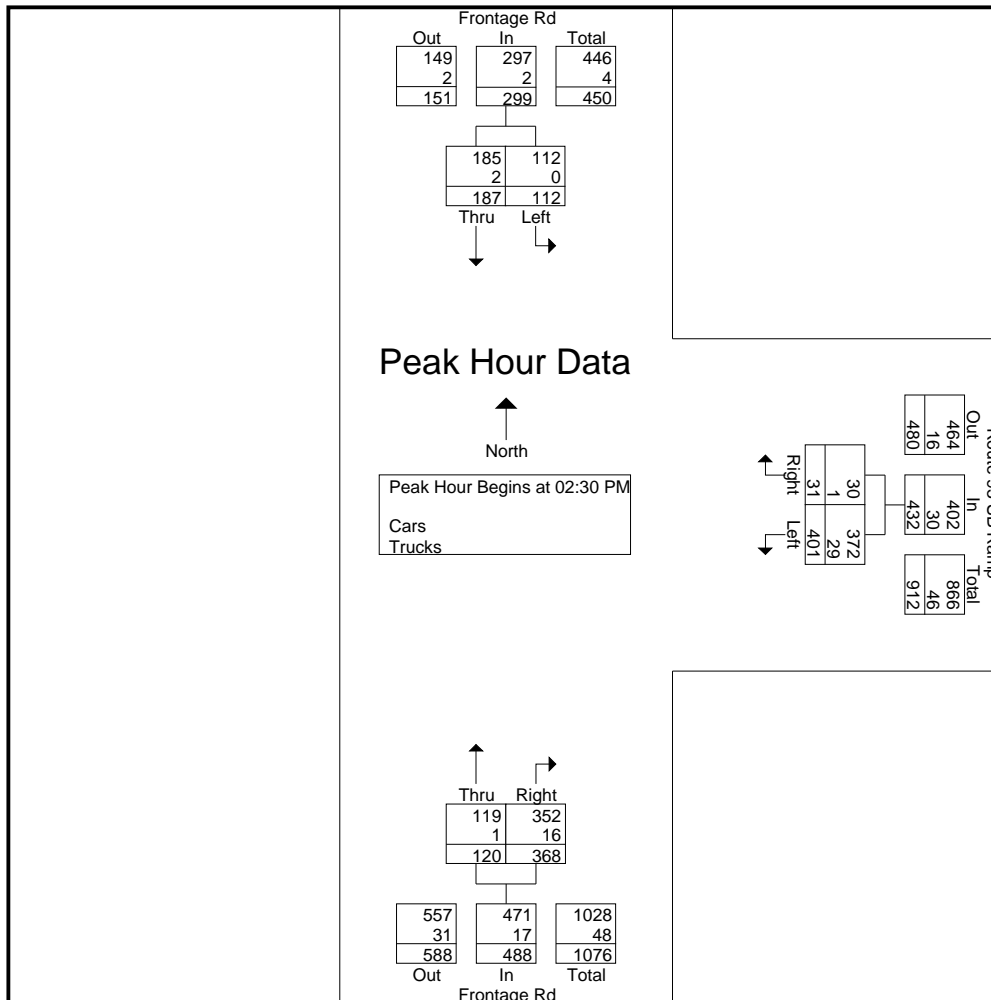 Frontage Rd
Out In Total
149 297 446
2 2 4
151 299 450
185 112
2 0
187 112
Thru Left
Peak Hour Data
North
Peak Hour Begins at 02:30 PM
Cars
Trucks
Out In Total
464 402 866
16 30 46
480 432 912
30 372
1 29
31 401
Right Left
Thru Right
119 352
1 16
120 368
557 471 1028
31 17 48
588 488 1076
Out In Total
Frontage Rd